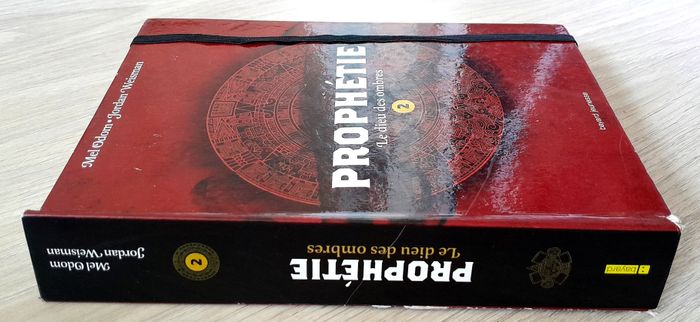 Mel Odom • Jordan Weisman
PROPHÉTIE
Le dieu des ombres
2
bayard jeunesse
Mel Odom
Jordan Weisman
2
PROPHÉTIE
Le dieu des ombres
bayard